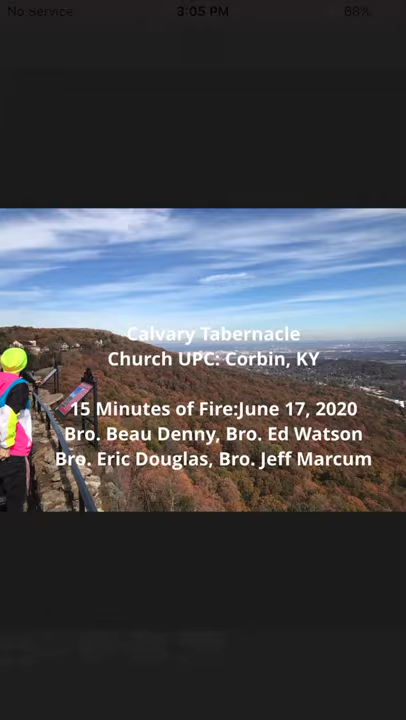 No Service 3:05 PM 68%
Calvary Tabernacle
Church UPC: Corbin, KY
15 Minutes of Fire:June 17, 2020
Bro. Beau Denny, Bro. Ed Watson
Bro. Eric Douglas, Bro. Jeff Marcum